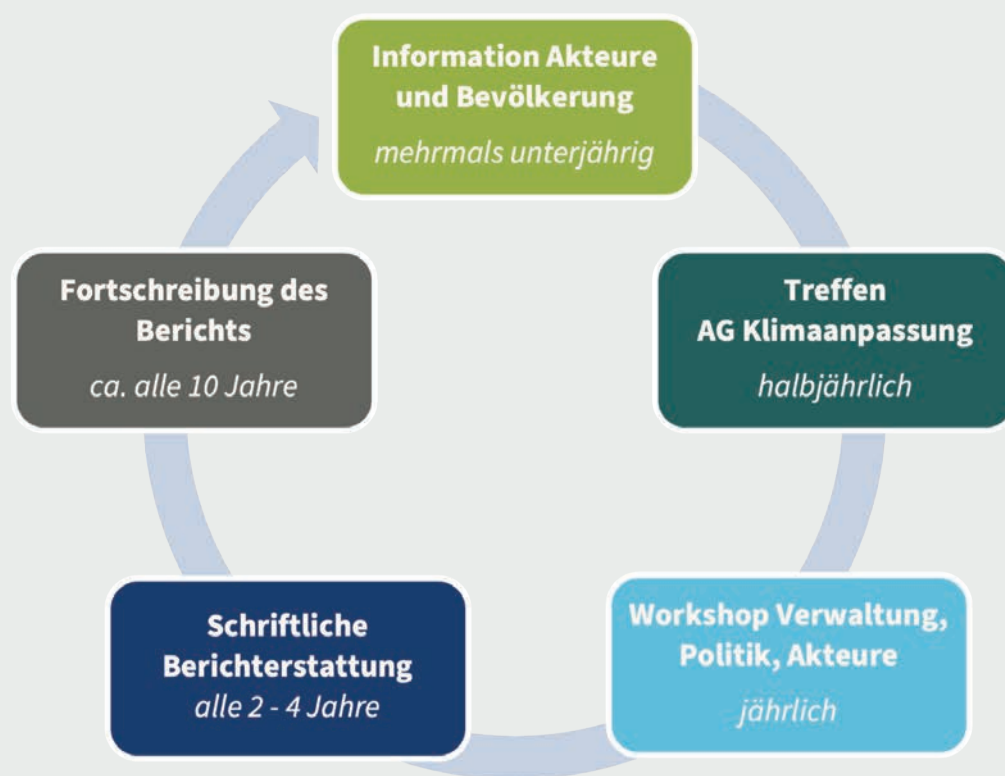 Information Akteure
und Bevölkerung
mehrmals unterjährig
Treffen
AG Klimaanpassung
halbjährlich
Workshop Verwaltung,
Politik, Akteure
jährlich
Schriftliche
Berichterstattung
alle 2 - 4 Jahre
Fortschreibung des
Berichts
ca. alle 10 Jahre